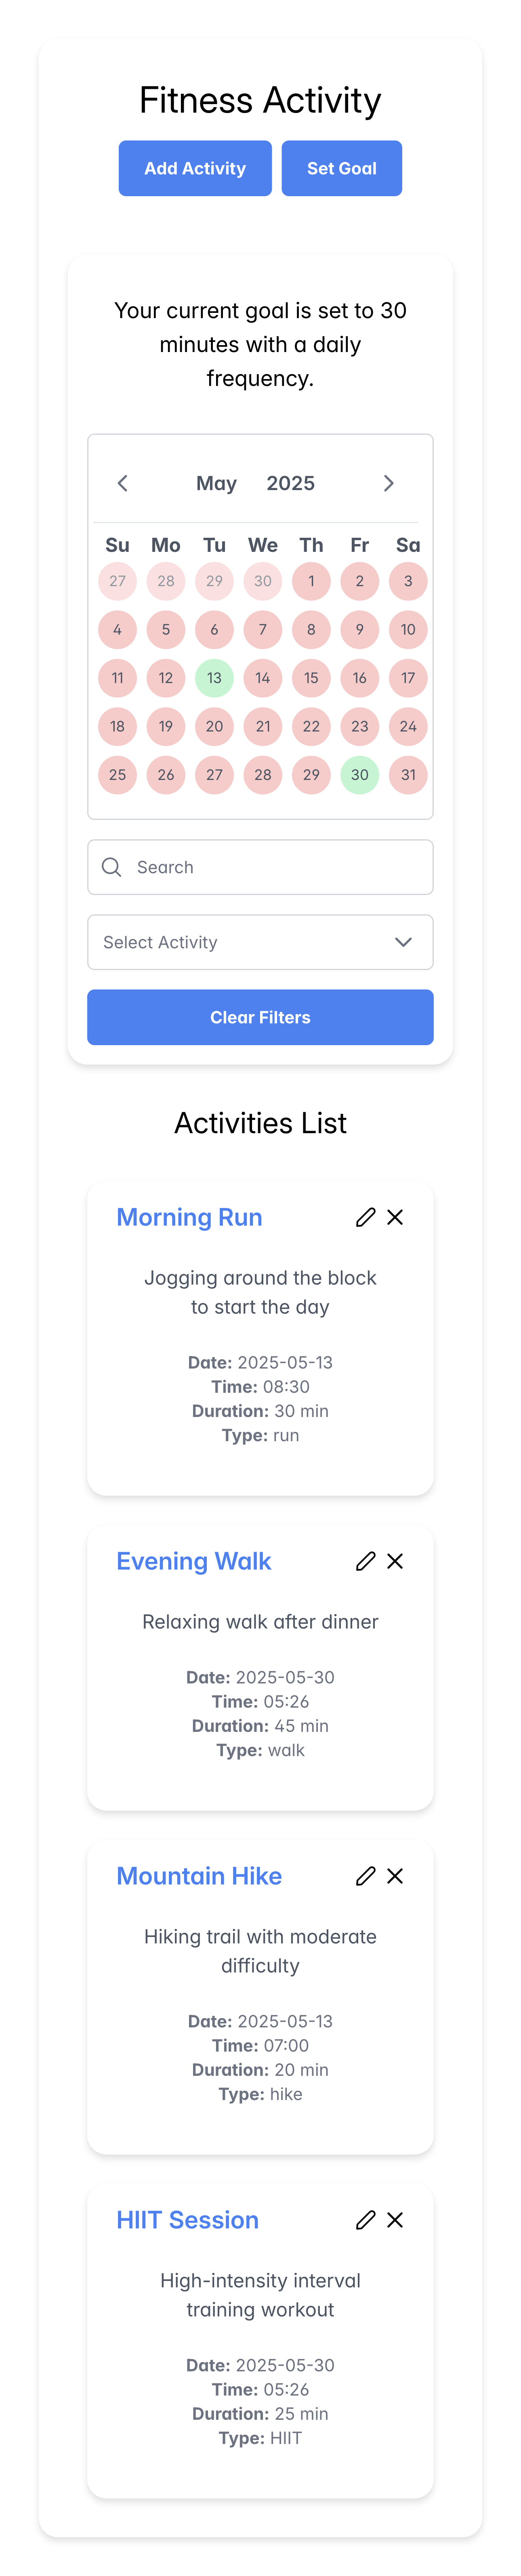 Fitness Activity
Add Activity Set Goal
Your current goal is set to 30
minutes with a daily
frequency.
May 2025
Su Mo Tu We Th Fr Sa
27 28 29 30 1 2 3
4 5 6 7 8 9 10
11 12 13 14 15 16 17
18 19 20 21 22 23 24
25 26 27 28 29 30 31
Search
Select Activity
Clear Filters
Activities List
Morning Run
Jogging around the block
to start the day
Date: 2025-05-13
Time: 08:30
Duration: 30 min
Type: run
Evening Walk
Relaxing walk after dinner
Date: 2025-05-30
Time: 05:26
Duration: 45 min
Type: walk
Mountain Hike
Hiking trail with moderate
difficulty
Date: 2025-05-13
Time: 07:00
Duration: 20 min
Type: hike
HIIT Session
High-intensity interval
training workout
Date: 2025-05-30
Time: 05:26
Duration: 25 min
Type: HIIT